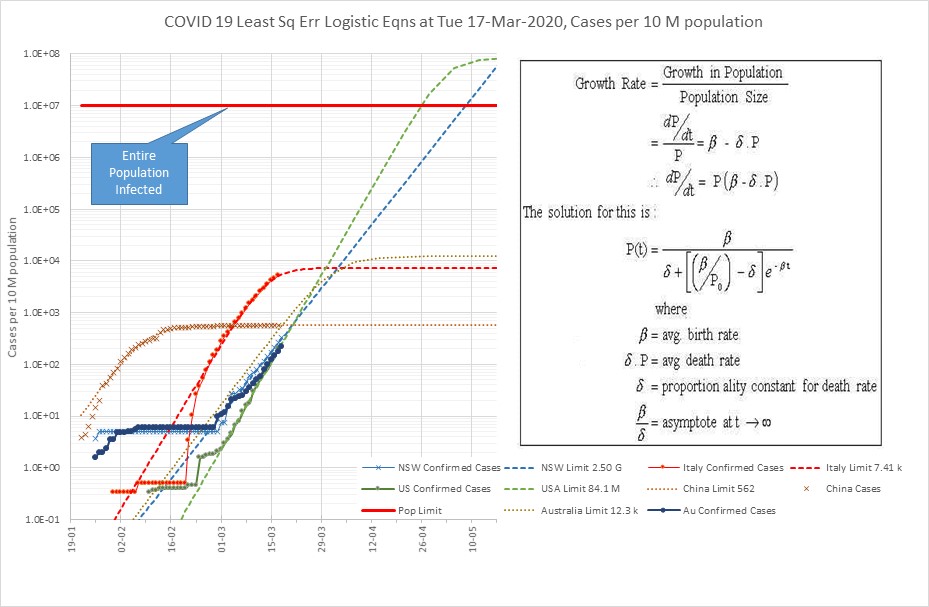 COVID 19 Least Sq Err Logistic Eqns at Tue 17-Mar-2020, Cases per 10 M population
1.0E+08
1.0E+07
1.0E+06
1.0E+05
1.0E+04
1.0E+03
1.0E+02
1.0E+01
1.0E+00
1.0E-01
Cases per 10 M population
Entire
Population
Infected
19-01
02-02
16-02
01-03
15-03
29-03
12-04
26-04
10-05
NSW Confirmed Cases
NSW Limit 2.50 G
Italy Confirmed Cases
Italy Limit 7.41 k
US Confirmed Cases
USA Limit 84.1 M
China Limit 562
China Cases
Pop Limit
Australia Limit 12.3 k
Au Confirmed Cases
Growth Rate = Growth in Population / Population Size
= dP/dt / P = β - δ.P
∴ dP/dt = P(β-δ.P)
The solution for this is :
P(t) = β / δ+[(β/P₀)-δ]e^-βt
where
β = avg. birth rate
δ.P = avg death rate
δ = proportion ality constant for death rate
β/δ = asymptote at t → ∞